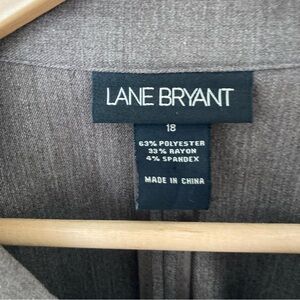 LANE BRYANT
18
63% POLYESTER
33% RAYON
4% SPANDEX
MADE IN CHINA